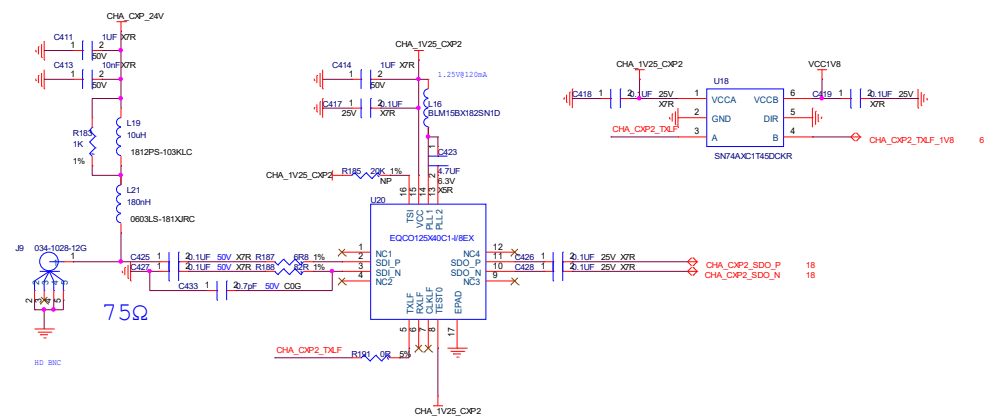 CHA_CXP_24V
C411
1UF X7R
1 2
50V
C413
10nF X7R
1 2
50V
R183
1K
1%
L19
10uH
1812PS-103KLC
L21
180nH
0603LS-181XJRC
J9 034-1028-12G
1
2 3 4 5
75Ω
HD BNC
CHA_1V25_CXP2
C414
1UF X7R
1 2
50V
1.25V@120mA
C417
0.1UF
1 2
25V X7R
L16
BLM15BX182SN1D
C423
1
2
4.7UF
6.3V
X5R
CHA_1V25_CXP2
R185 20K 1%
NP
U20
16 15 14 13
TSI VCC PLL1 PLL2
EQCO125X40C1-I/8EX
1 NC1
2 SDI_P
3 SDI_N
4 NC2
NC4 12
SDO_P 11
SDO_N 10
NC3 9
TXLF RXLF CLKLF TEST0 EPAD
5 6 7 8 17
C425 1 2 0.1UF 50V X7R R187 6R8 1%
C427 1 2 0.1UF 50V X7R R188 82R 1%
C433 1 2 0.7pF 50V C0G
C426 1 2 0.1UF 25V X7R
C428 1 2 0.1UF 25V X7R
CHA_CXP2_SDO_P 18
CHA_CXP2_SDO_N 18
CHA_CXP2_TXLF
R191 0R 5%
CHA_1V25_CXP2
CHA_1V25_CXP2
C418 1 2 0.1UF 25V
X7R
U18
VCC1V8
1 VCCA
2 GND
3 A
VCCB 6
DIR 5
B 4
SN74AXC1T45DCKR
C419 1 2 0.1UF 25V
X7R
CHA_CXP2_TXLF
CHA_CXP2_TXLF_1V8 6